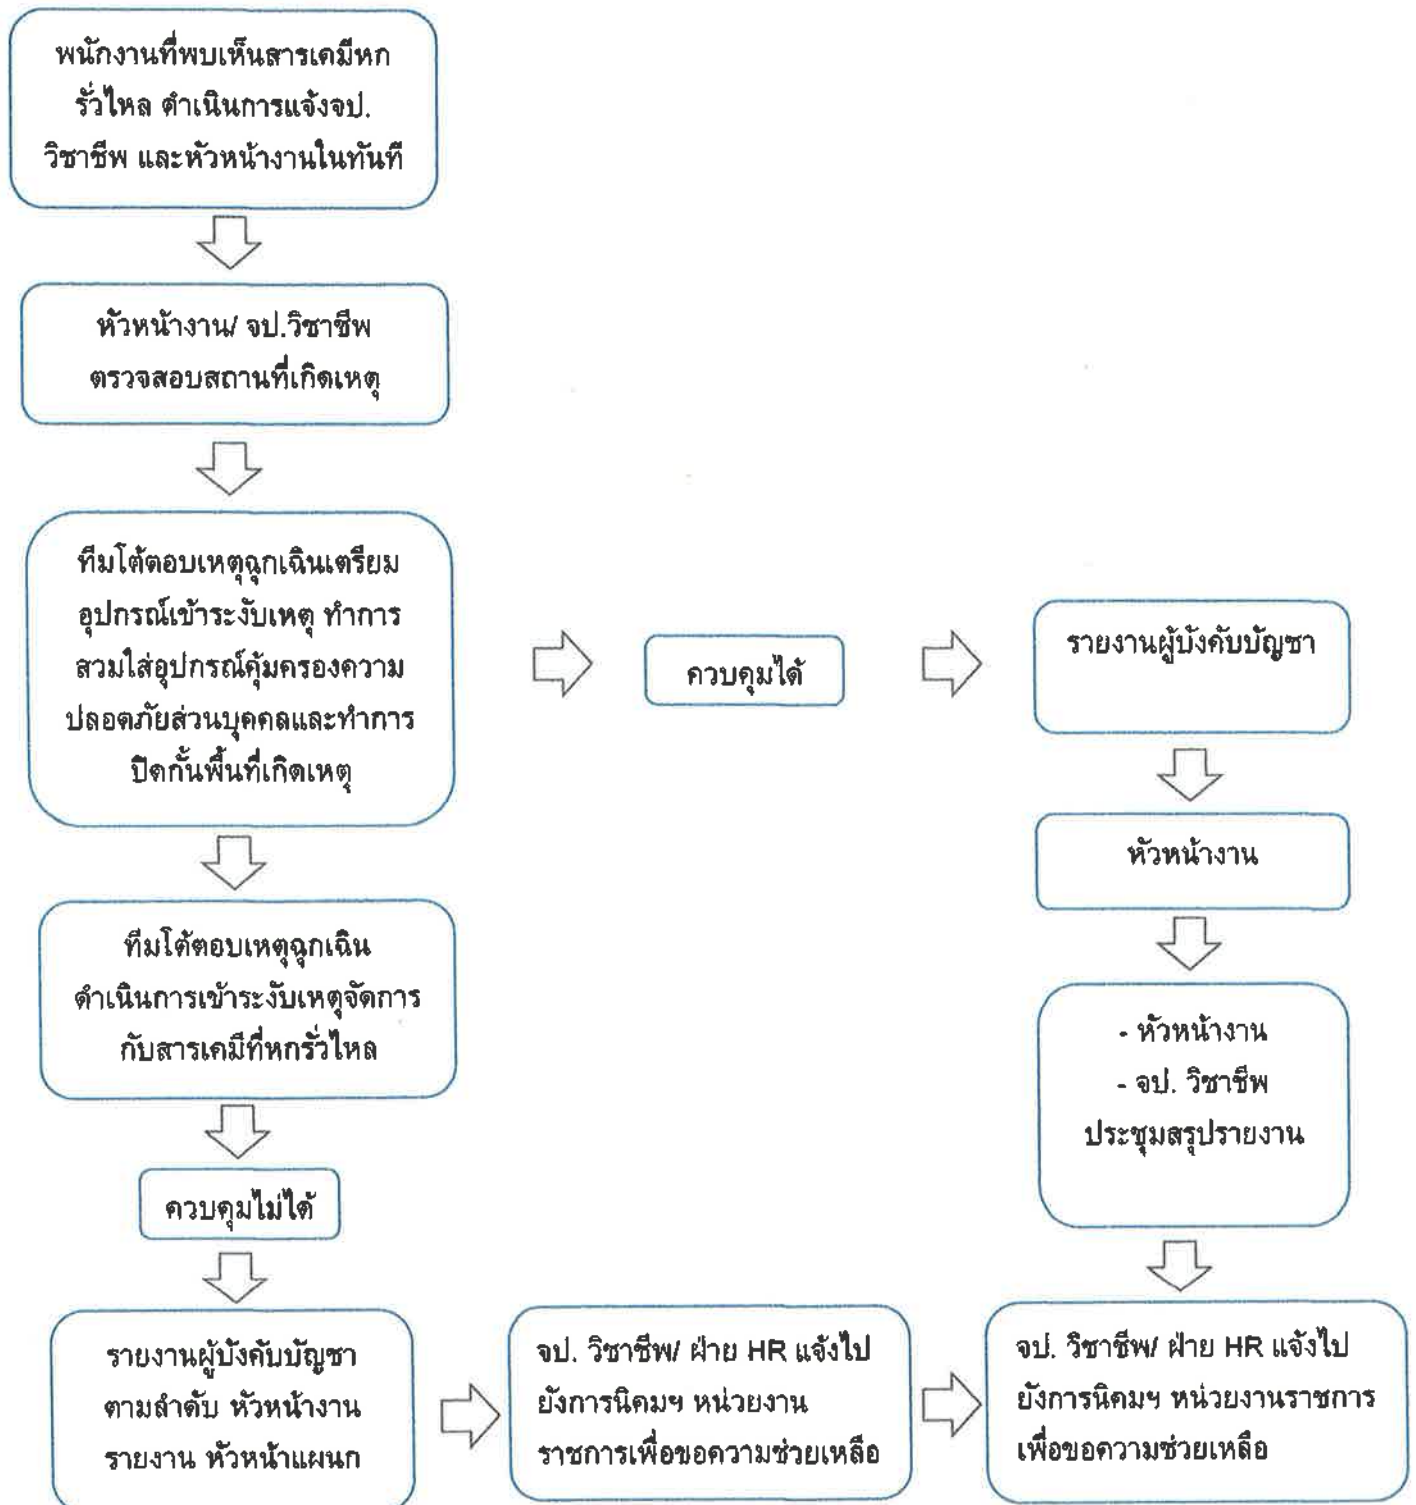 พนักงานที่พบเห็นสารเคมีหก
รั่วไหล ดำเนินการแจ้งจป.
วิชาชีพ และหัวหน้างานในทันที
หัวหน้างาน/ จป.วิชาชีพ
ตรวจสอบสถานที่เกิดเหตุ
ทีมโต้ตอบเหตุฉุกเฉินเตรียม
อุปกรณ์เข้าระงับเหตุ ทำการ
สวมใส่อุปกรณ์คุ้มครองความ
ปลอดภัยส่วนบุคคลและทำการ
ปิดกั้นพื้นที่เกิดเหตุ
ควบคุมได้
รายงานผู้บังคับบัญชา
หัวหน้างาน
- หัวหน้างาน
- จป. วิชาชีพ
ประชุมสรุปรายงาน
ทีมโต้ตอบเหตุฉุกเฉิน
ดำเนินการเข้าระงับเหตุจัดการ
กับสารเคมีที่หกรั่วไหล
ควบคุมไม่ได้
รายงานผู้บังคับบัญชา
ตามลำดับ หัวหน้างาน
รายงาน หัวหน้าแผนก
จป. วิชาชีพ/ ฝ่าย HR แจ้งไป
ยังการนิคมฯ หน่วยงาน
ราชการเพื่อขอความช่วยเหลือ
จป. วิชาชีพ/ ฝ่าย HR แจ้งไป
ยังการนิคมฯ หน่วยงานราชการ
เพื่อขอความช่วยเหลือ